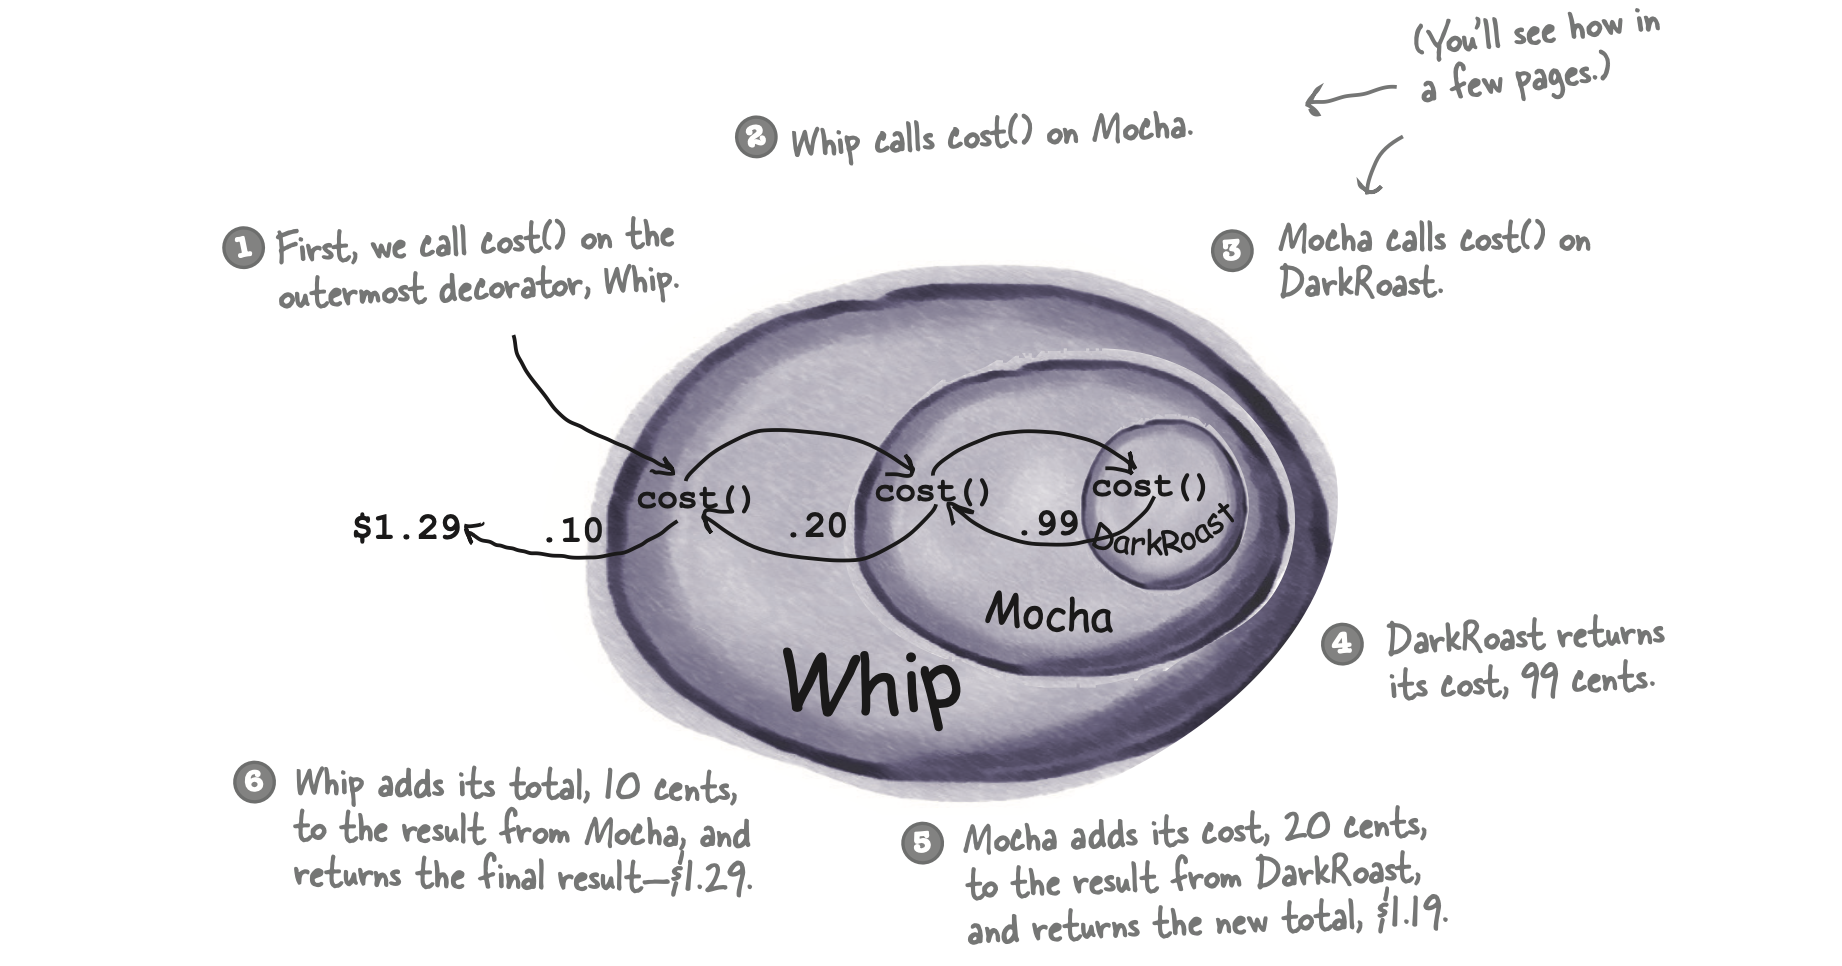 (You'll see how in
a few pages.)
2 Whip calls cost() on Mocha.
1 First, we call cost() on the
outermost decorator, Whip.
3 Mocha calls cost() on
DarkRoast.
cost() cost() cost()
$1.29 .10 .20 .99 DarkRoast
Mocha
Whip
4 DarkRoast returns
its cost, 99 cents.
6 Whip adds its total, 10 cents,
to the result from Mocha, and
returns the final result—$1.29.
5 Mocha adds its cost, 20 cents,
to the result from DarkRoast,
and returns the new total, $1.19.